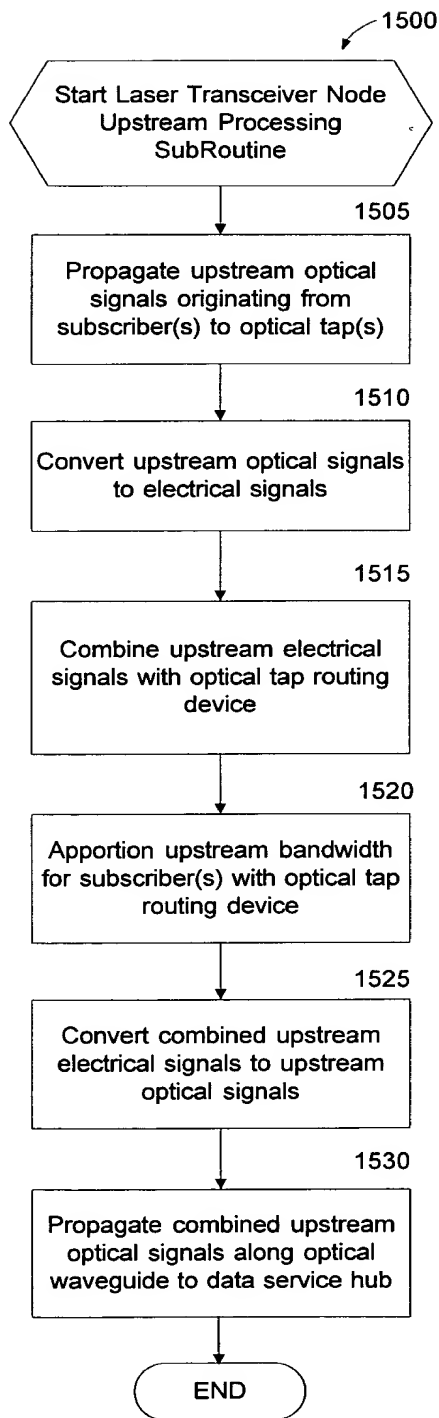 1500
Start Laser Transceiver Node
Upstream Processing
SubRoutine
1505
Propagate upstream optical
signals originating from
subscriber(s) to optical tap(s)
1510
Convert upstream optical signals
to electrical signals
1515
Combine upstream electrical
signals with optical tap routing
device
1520
Apportion upstream bandwidth
for subscriber(s) with optical tap
routing device
1525
Convert combined upstream
electrical signals to upstream
optical signals
1530
Propagate combined upstream
optical signals along optical
waveguide to data service hub
END